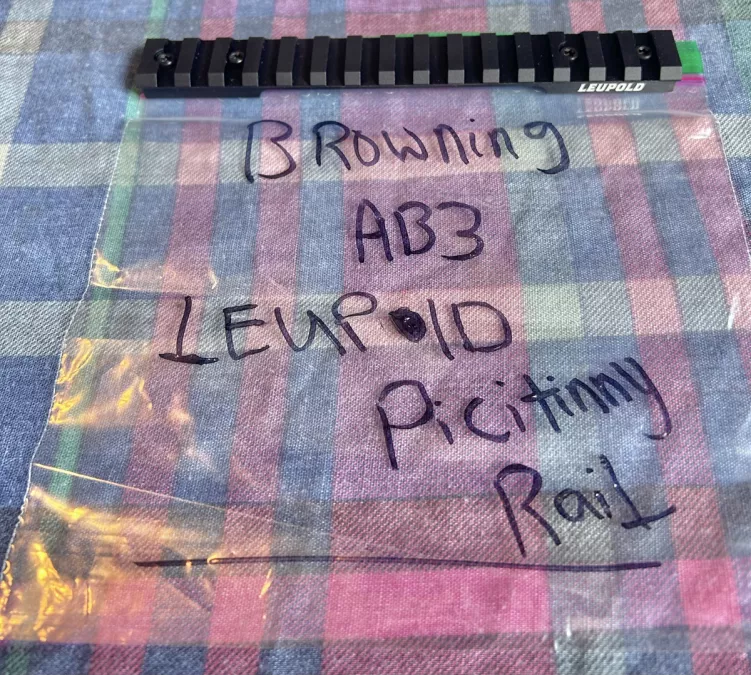 LEUPOLD
BROWNiNg
AB3
LEUPOLD
Picitinny
Rail